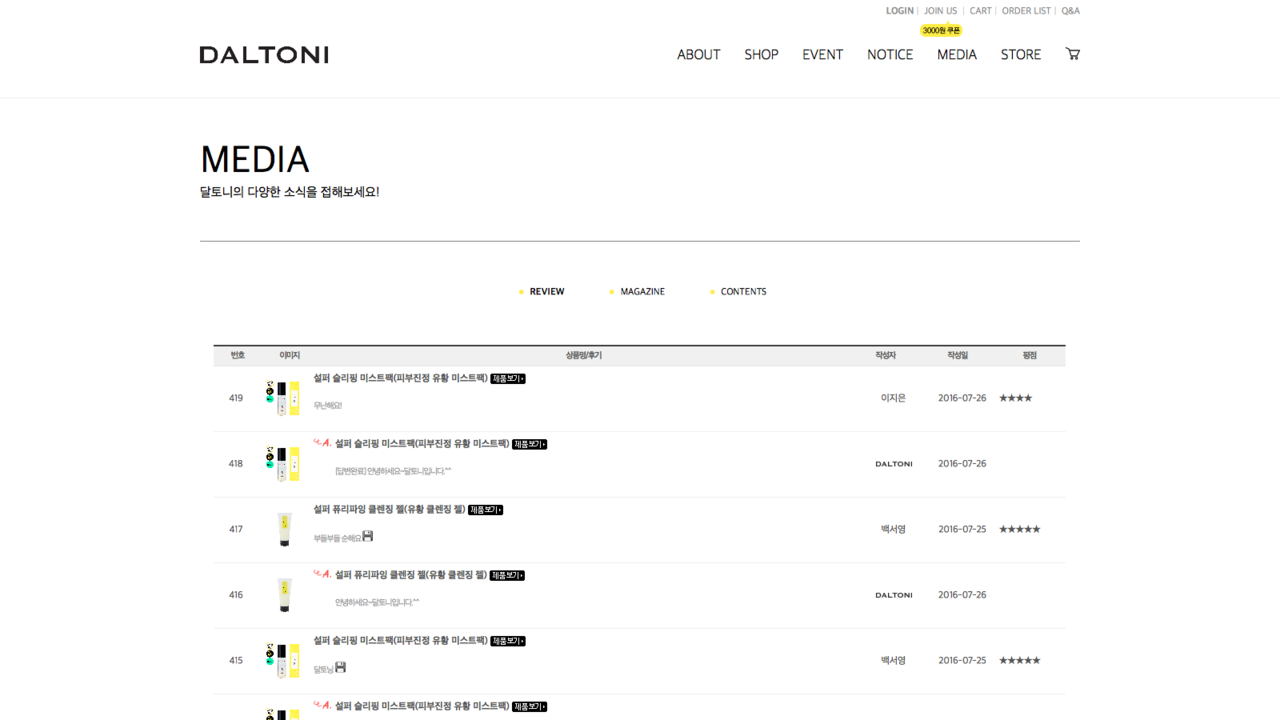 LOGIN | JOIN US | CART | ORDER LIST | Q&A
3000원 쿠폰
DALTONI
ABOUT SHOP EVENT NOTICE MEDIA STORE
MEDIA
달토니의 다양한 소식을 접해보세요!
REVIEW MAGAZINE CONTENTS
번호 이미지 상품명/후기 작성자 작성일 평점
설퍼 슬리핑 미스트팩(피부진정 유황 미스트팩) 제품보기
419 이지은 2016-07-26 ★★★★
무난해요!
A. 설퍼 슬리핑 미스트팩(피부진정 유황 미스트팩) 제품보기
418 DALTONI 2016-07-26
[답변완료] 안녕하세요~달토니입니다.^^
설퍼 퓨리파잉 클렌징 젤(유황 클렌징 젤) 제품보기
417 백서영 2016-07-25 ★★★★★
부들부들 순해요
A. 설퍼 퓨리파잉 클렌징 젤(유황 클렌징 젤) 제품보기
416 DALTONI 2016-07-26
안녕하세요~달토니입니다.^^
설퍼 슬리핑 미스트팩(피부진정 유황 미스트팩) 제품보기
415 백서영 2016-07-25 ★★★★★
달토닝
A. 설퍼 슬리핑 미스트팩(피부진정 유황 미스트팩) 제품보기